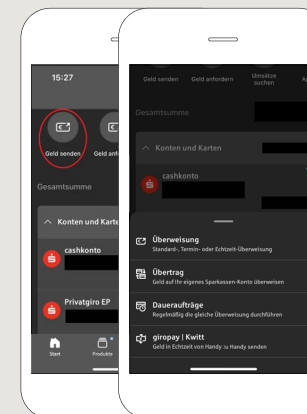 15:27
Geld senden
Geld anf
Gesamtsumme
Konten und Karte
cashkonto
Privatgiro EP
Start
Produkte
Geld senden
Geld anfordern
Umsätze suchen
Gesamtsumme
Konten und Karten
cashkonto
Überweisung
Standard-, Termin- oder Echtzeit-Überweisung
Übertrag
Geld auf Ihr eigenes Sparkassen-Konto überweisen
Daueraufträge
Regelmäßig die gleiche Überweisung durchführen
giropay | Kwitt
Geld in Echtzeit von Handy zu Handy senden